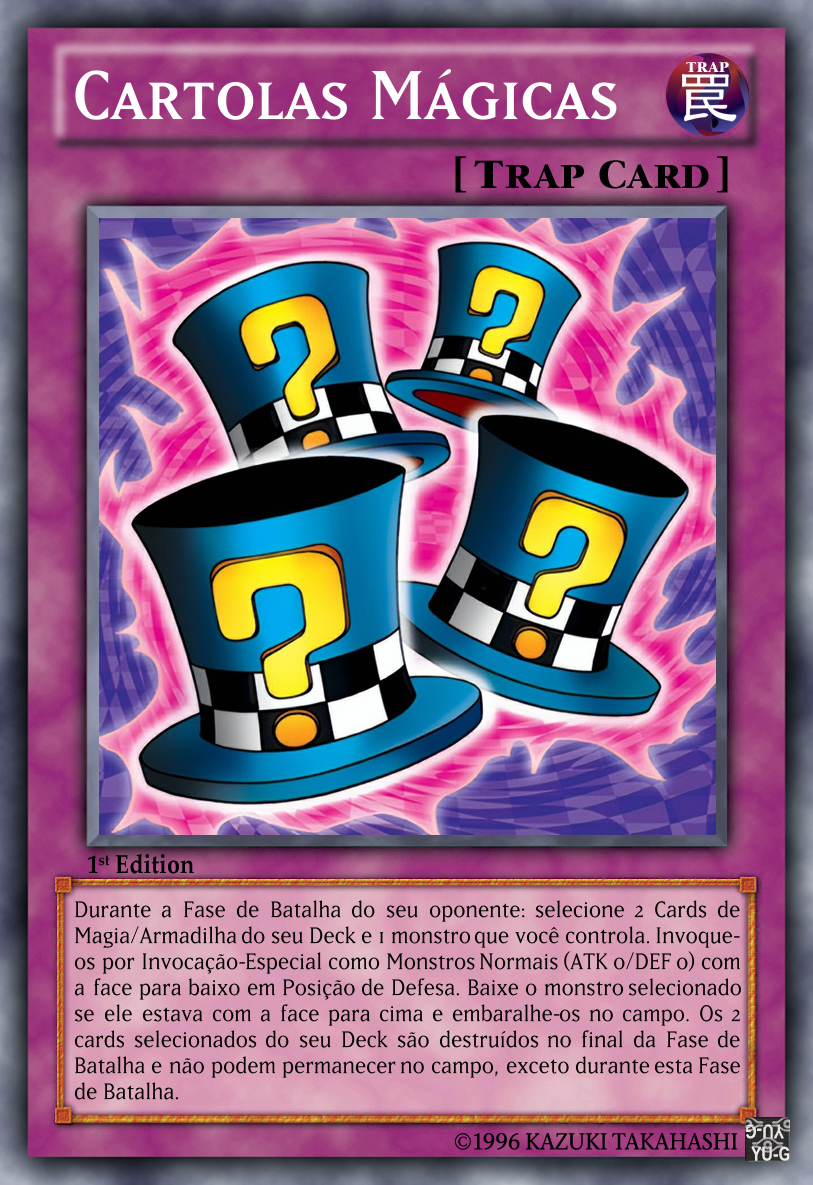 Cartolas Mágicas
TRAP
罠
[Trap Card]
?
?
?
?
1st Edition
Durante a Fase de Batalha do seu oponente: selecione 2 Cards de
Magia/Armadilha do seu Deck e 1 monstro que você controla. Invoque-
os por Invocação-Especial como Monstros Normais (ATK 0/DEF 0) com
a face para baixo em Posição de Defesa. Baixe o monstro selecionado
se ele estava com a face para cima e embaralhe-os no campo. Os 2
cards selecionados do seu Deck são destruídos no final da Fase de
Batalha e não podem permanecer no campo, exceto durante esta Fase
de Batalha.
©1996 KAZUKI TAKAHASHI
YU-G
YU-G